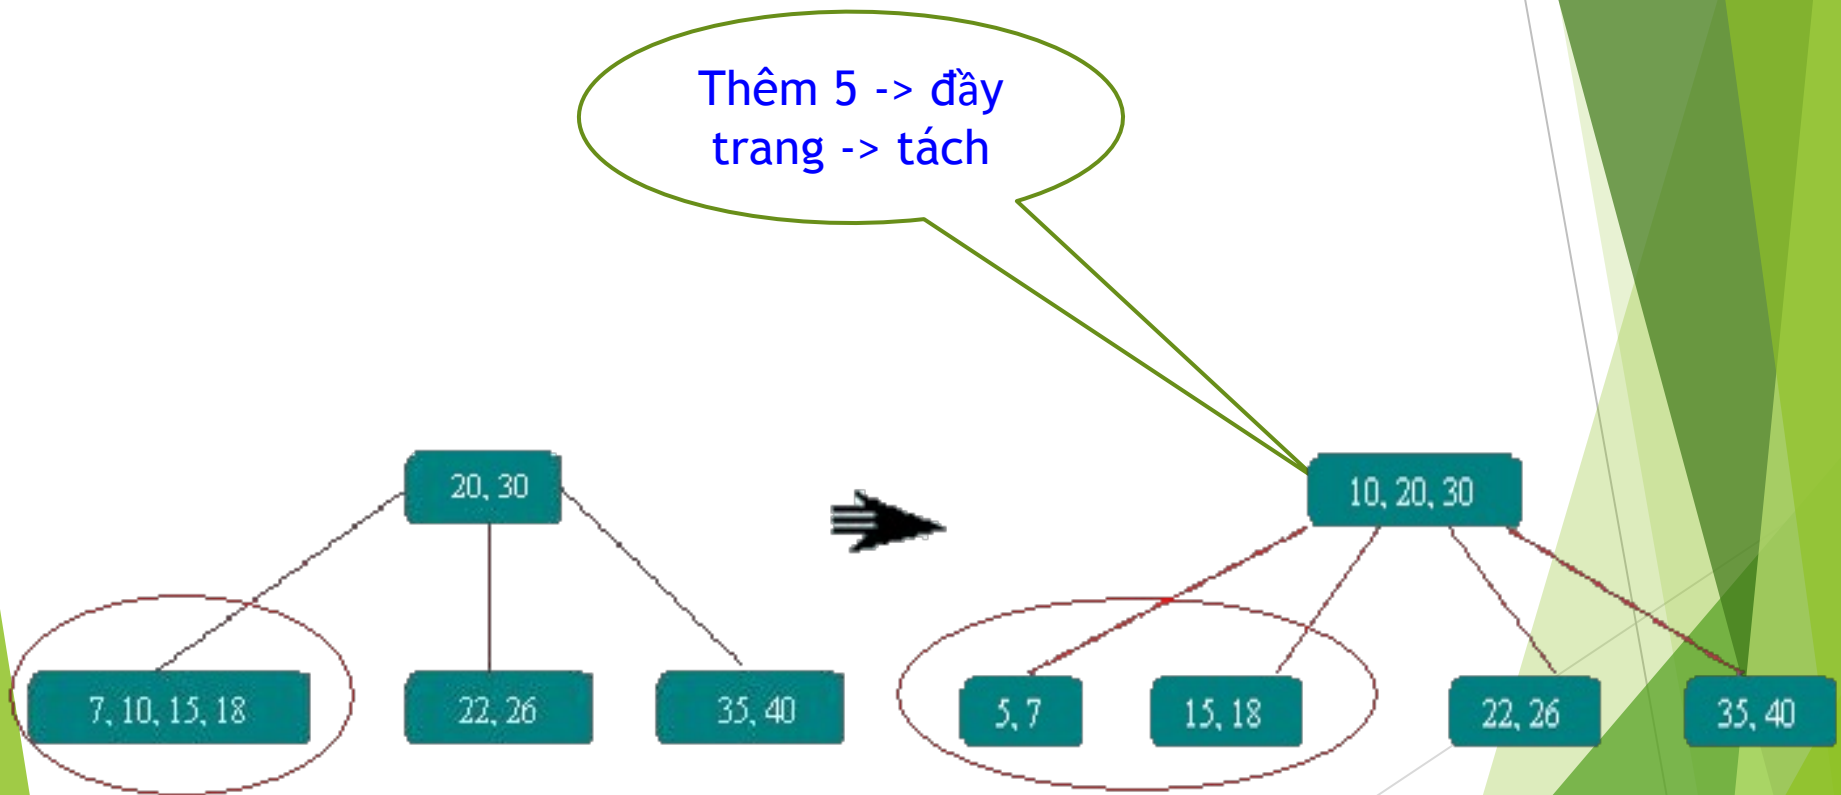 Thêm 5 -> đầy
trang -> tách
20, 30
7, 10, 15, 18
22, 26
35, 40
10, 20, 30
5, 7
15, 18
22, 26
35, 40